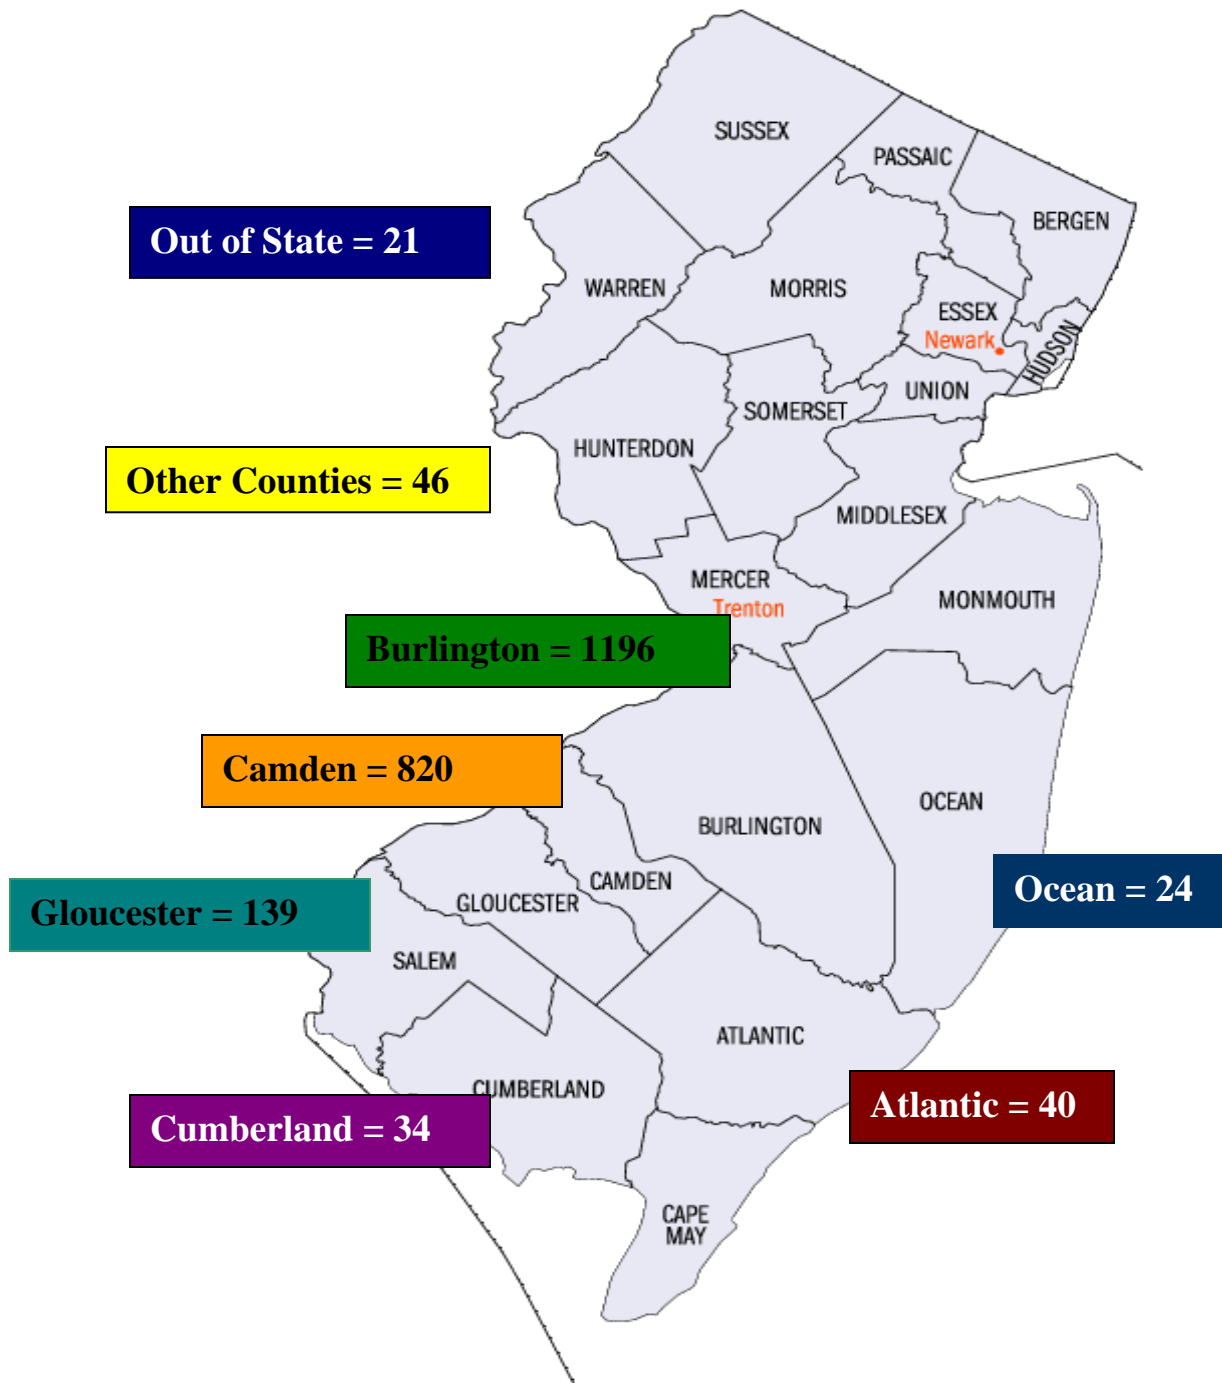 SUSSEX
PASSAIC
BERGEN
Out of State = 21
WARREN
MORRIS
ESSEX
Newark
HUDSON
UNION
SOMERSET
HUNTERDON
Other Counties = 46
MIDDLESEX
MERCER
Trenton
MONMOUTH
Burlington = 1196
Camden = 820
OCEAN
BURLINGTON
CAMDEN
Ocean = 24
GLOUCESTER
Gloucester = 139
SALEM
ATLANTIC
CUMBERLAND
Atlantic = 40
Cumberland = 34
CAPE
MAY